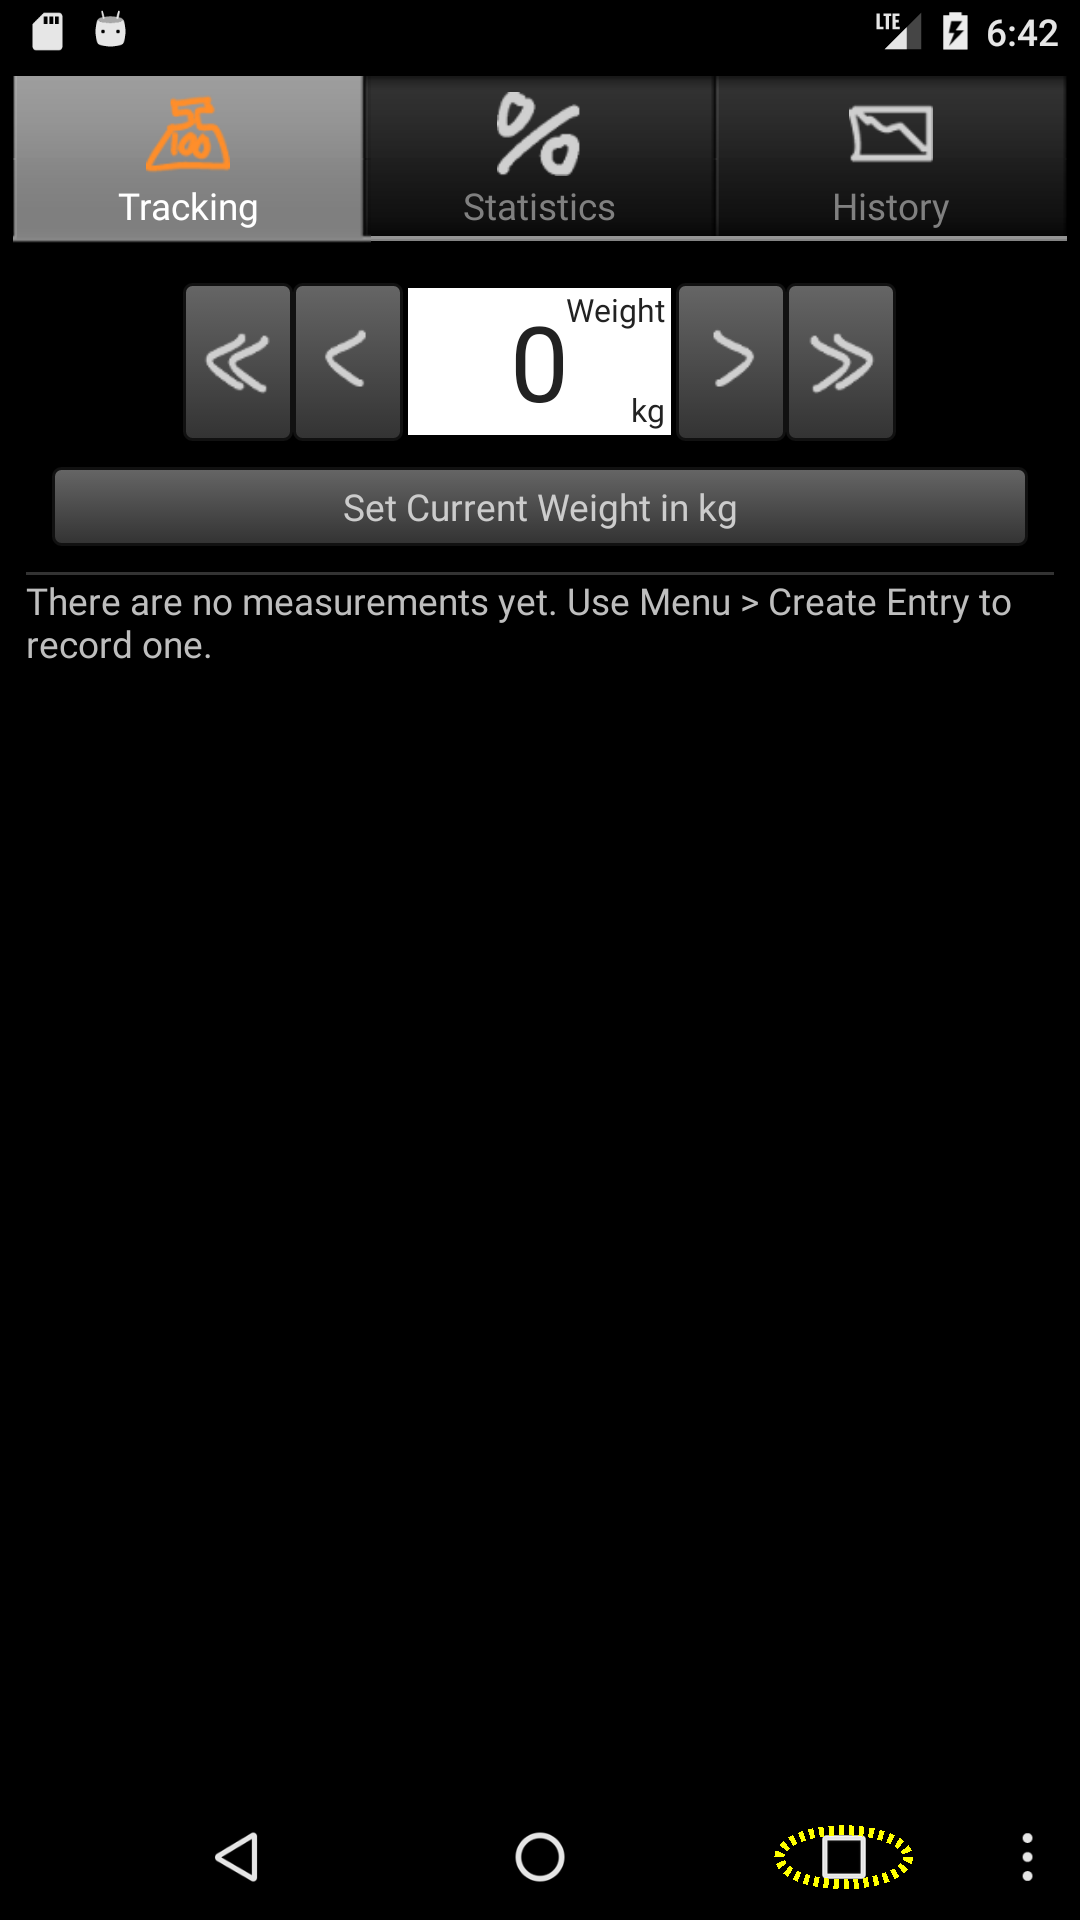 LTE 6:42
100
Tracking
Statistics
History
Weight
0
kg
Set Current Weight in kg
There are no measurements yet. Use Menu > Create Entry to
record one.